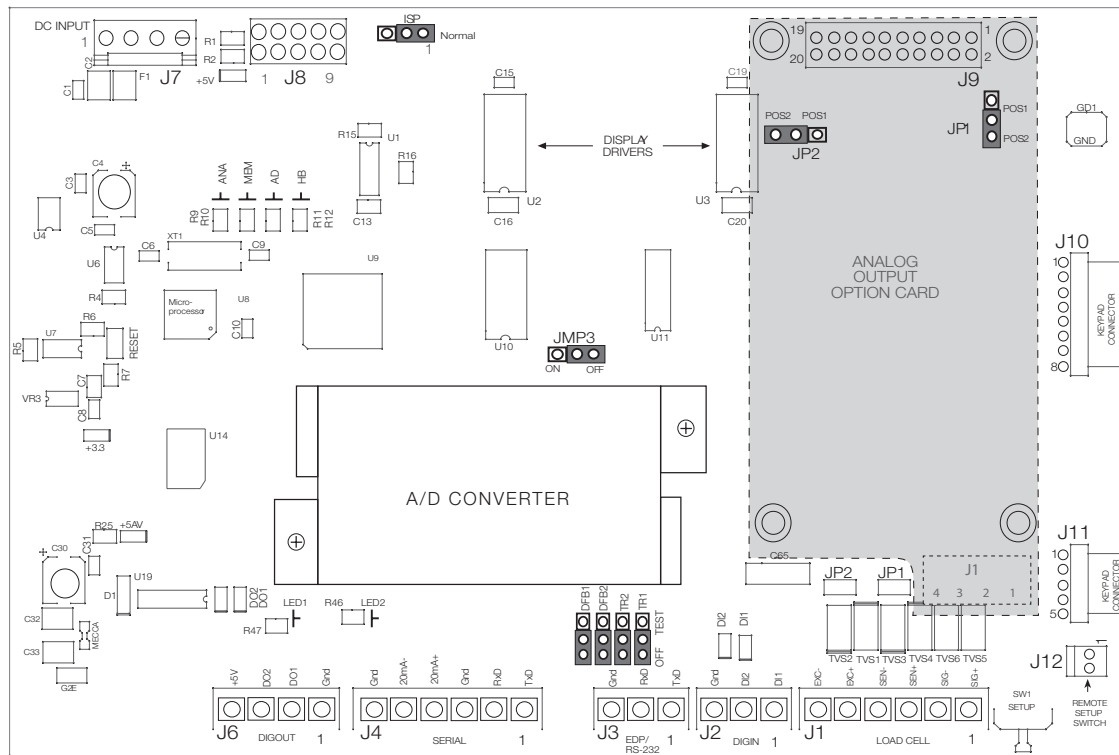 DC INPUT
1
C2
C1
F1
J7
R1
R2
+5V
1
J8
9
ISP
Normal
1
C15
C19
19
20
1
2
J9
POS2
POS1
JP2
JP1
POS1
POS2
GD1
GND
R15
U1
R16
C13
DISPLAY
DRIVERS
U2
C16
U3
C20
C4
C3
U4
C5
ANA
MEM
AD
HB
R9
R10
R11
R12
XT1
C6
C9
U6
R4
Micro-
processor
U8
C10
U9
U10
U11
ANALOG
OUTPUT
OPTION CARD
J10
1
8
KEYPAD
CONNECTOR
R6
U7
R5
RESET
R7
VR3
C7
C8
+3.3
JMP3
ON
OFF
U14
A/D CONVERTER
R25
+5AV
C30
C31
D1
U19
C32
MECCA
C33
G2E
DO2
DO1
LED1
R47
R46
LED2
DFB1
DFB2
TR2
TR1
TEST
OFF
C65
DI2
DI1
JP2
JP1
J1
4
3
2
1
TVS2
TVS1
TVS3
TVS4
TVS6
TVS5
J11
1
5
KEYPAD
CONNECTOR
J12
1
REMOTE
SETUP
SWITCH
SW1
SETUP
+5V
DO2
DO1
Gnd
J6
DIGOUT
1
Gnd
20mA-
20mA+
Gnd
RxD
TxD
J4
SERIAL
1
Gnd
RxD
TxD
J3
EDP/
RS-232
1
Gnd
DI2
DI1
J2
DIGIN
1
EXC-
EXC+
SEN-
SEN+
SIG-
SIG+
J1
LOAD CELL
1